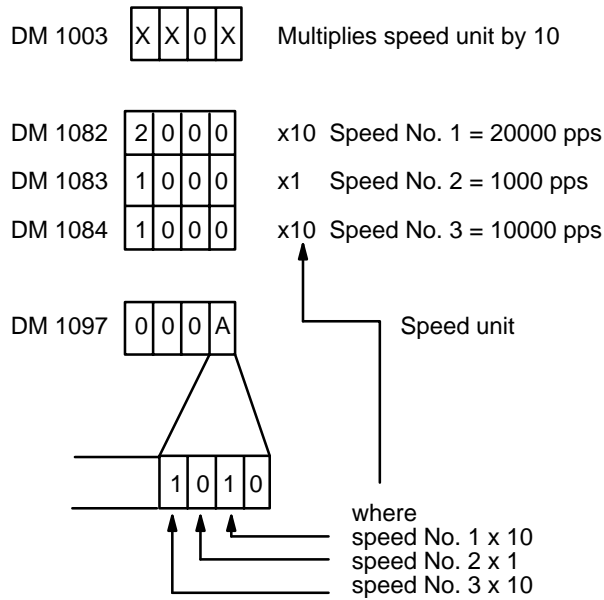 DM 1003 X X 0 X Multiplies speed unit by 10
DM 1082 2 0 0 0 x10 Speed No. 1 = 20000 pps
DM 1083 1 0 0 0 x1 Speed No. 2 = 1000 pps
DM 1084 1 0 0 0 x10 Speed No. 3 = 10000 pps
DM 1097 0 0 0 A Speed unit
1 0 1 0
where
speed No. 1 x 10
speed No. 2 x 1
speed No. 3 x 10